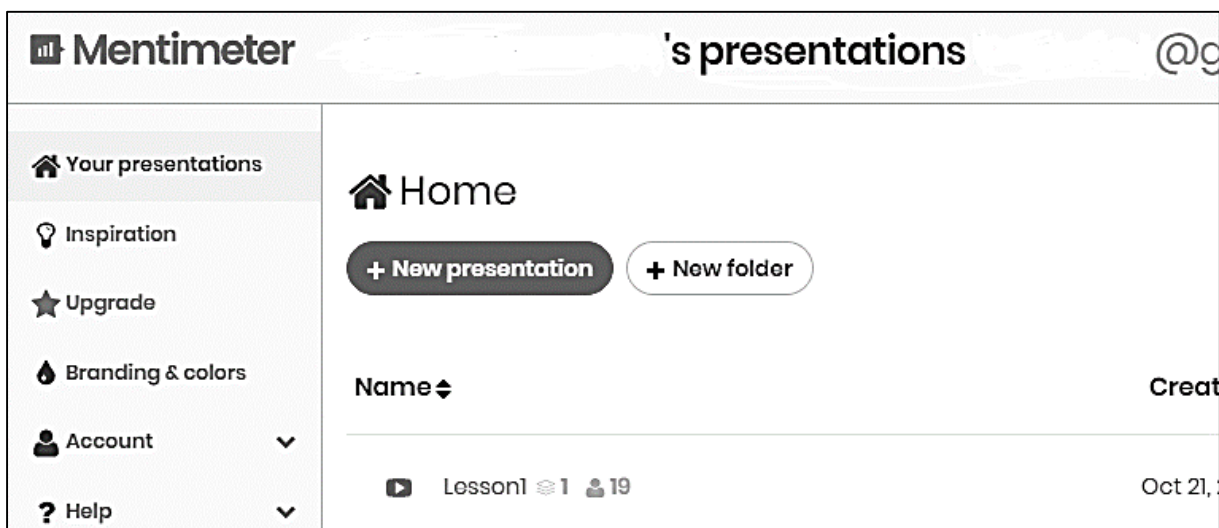 Mentimeter 's presentations @g
Your presentations
Home
Inspiration
+ New presentation + New folder
Upgrade
Branding & colors
Name Creat
Account
Lesson1 1 19 Oct 21,
? Help